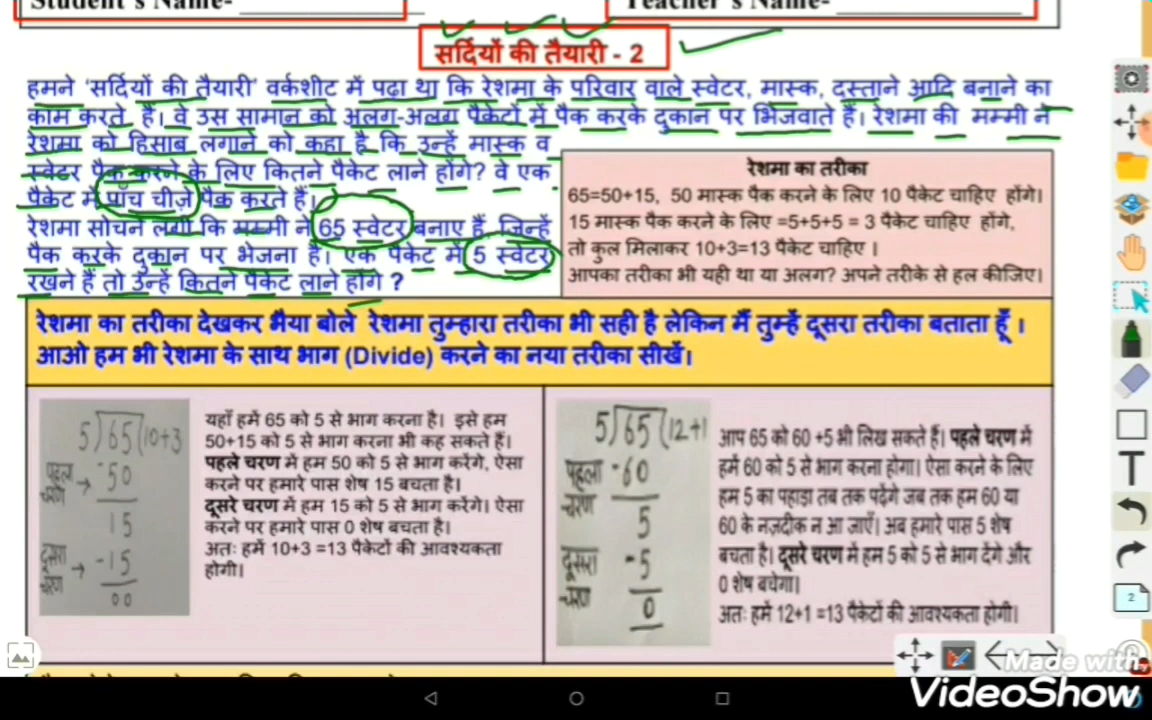 Student's Name-
Teacher's Name-
सर्दियों की तैयारी - 2
हमने 'सर्दियों की तैयारी' वर्कशीट में पढ़ा था कि रेशमा के परिवार वाले स्वेटर, मास्क, दस्ताने आदि बनाने का
काम करते हैं। वे उस सामान को अलग-अलग पैकेटों में पैक करके दुकान पर भिजवाते हैं। रेशमा की मम्मी ने
रेशमा को हिसाब लगाने को कहा है कि उन्हें मास्क व
स्वेटर पैक करने के लिए कितने पैकेट लाने होंगे? वे एक
पैकेट में पाँच चीज़ें पैक करते हैं।
रेशमा सोचने लगी कि मम्मी ने 65 स्वेटर बनाए हैं, जिन्हें
पैक करके दुकान पर भेजना है। एक पैकेट में 5 स्वेटर
रखने हैं तो उन्हें कितने पैकेट लाने होंगे ?
रेशमा का तरीका
65=50+15, 50 मास्क पैक करने के लिए 10 पैकेट चाहिए होंगे।
15 मास्क पैक करने के लिए =5+5+5 = 3 पैकेट चाहिए होंगे,
तो कुल मिलाकर 10+3=13 पैकेट चाहिए ।
आपका तरीका भी यही था या अलग? अपने तरीके से हल कीजिए।
रेशमा का तरीका देखकर भैया बोले रेशमा तुम्हारा तरीका भी सही है लेकिन मैं तुम्हें दूसरा तरीका बताता हूँ ।
आओ हम भी रेशमा के साथ भाग (Divide) करने का नया तरीका सीखें।
5)65(10+3
पहला चरण → -50
15
दूसरा चरण → -15
00
यहाँ हमें 65 को 5 से भाग करना है। इसे हम
50+15 को 5 से भाग करना भी कह सकते हैं।
पहले चरण में हम 50 को 5 से भाग करेंगे, ऐसा
करने पर हमारे पास शेष 15 बचता है।
दूसरे चरण में हम 15 को 5 से भाग करेंगे। ऐसा
करने पर हमारे पास 0 शेष बचता है।
अतः हमें 10+3 =13 पैकेटों की आवश्यकता
होगी।
5)65(12+1
पहला चरण -60
5
दूसरा चरण -5
0
आप 65 को 60 +5 भी लिख सकते हैं। पहले चरण में
हमें 60 को 5 से भाग करना होगा। ऐसा करने के लिए
हम 5 का पहाड़ा तब तक पढ़ेंगे जब तक हम 60 या
60 के नज़दीक न आ जाएँ। अब हमारे पास 5 शेष
बचता है। दूसरे चरण में हम 5 को 5 से भाग देंगे और
0 शेष बचेगा।
अतः हमें 12+1 =13 पैकेटों की आवश्यकता होगी।
T
2
Made with
VideoShow